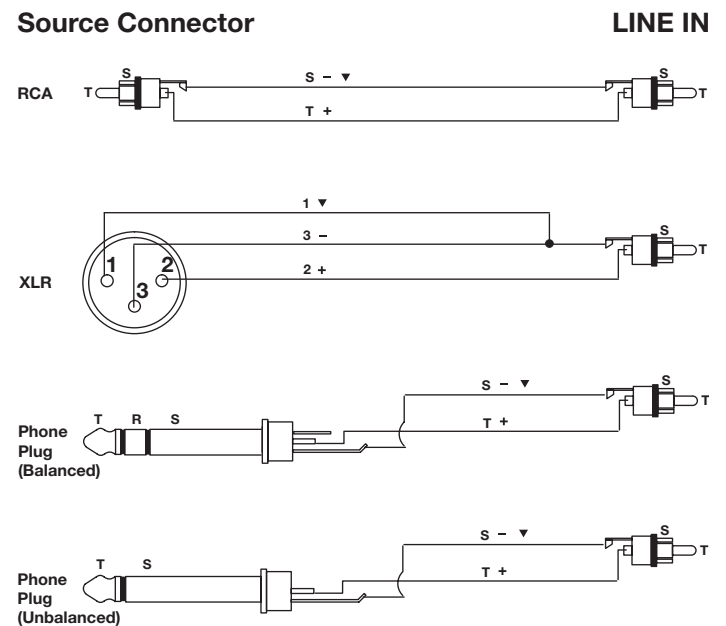 Source Connector LINE IN
RCA T S S – ▼ S T
T +
XLR 1 ▼
3 – S T
1 2 2 +
3
Phone Plug (Balanced) T R S S – ▼ S T
T +
Phone Plug (Unbalanced) T S S – ▼ S T
T +